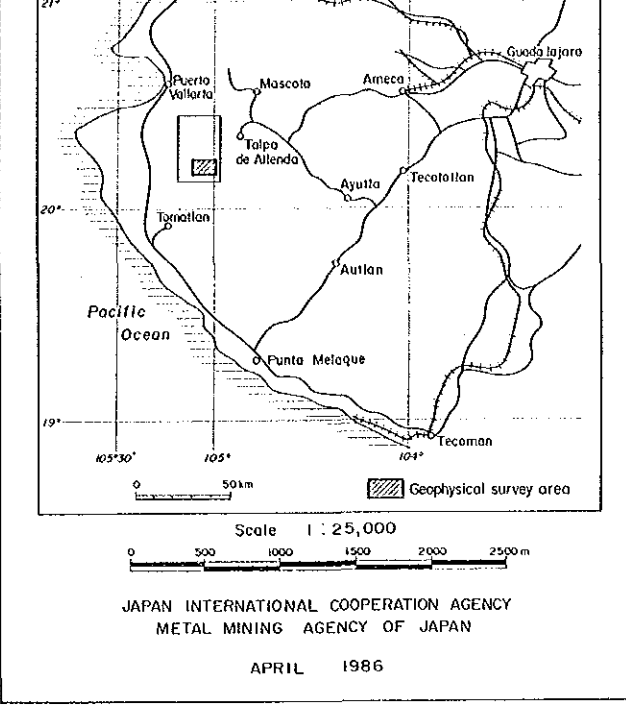 21°
Guadalajara
Puerto
Vallarta
Mascota
Ameca
Talpa
de Allenda
Ayutla
Tecolotlan
20°
Tomatlan
Autlan
Pacific
Ocean
Punta Melaque
19°
Tecoman
105°30'
105°
104°
0 50km
Geophysical survey area
Scale 1 : 25,000
0 500 1000 1500 2000 2500 m
JAPAN INTERNATIONAL COOPERATION AGENCY
METAL MINING AGENCY OF JAPAN
APRIL 1986